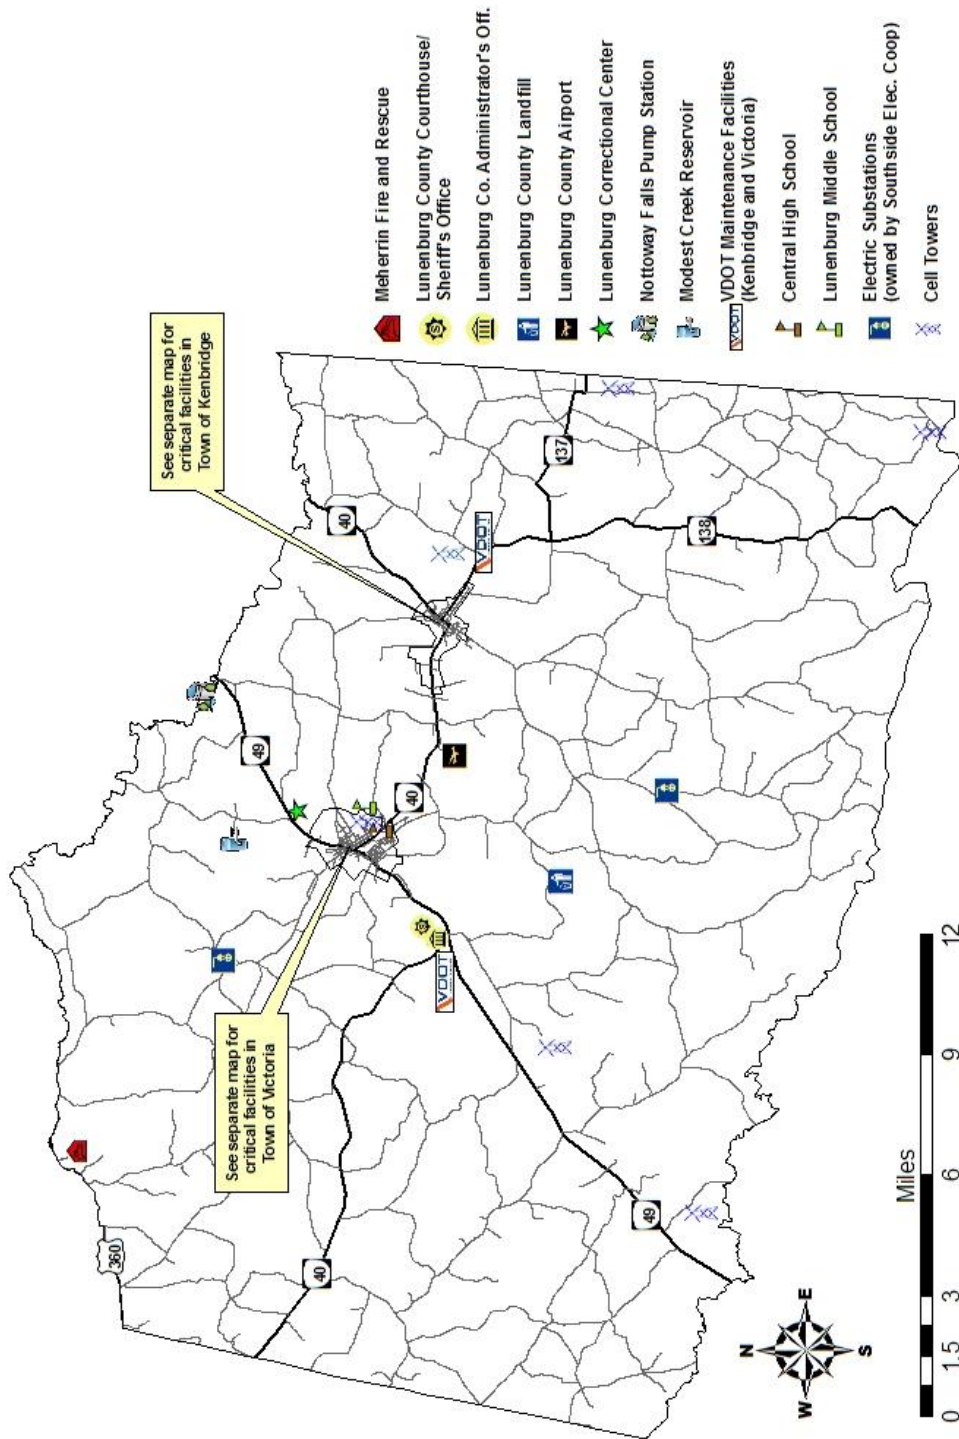 See separate map for
critical facilities in
Town of Kenbridge
See separate map for
critical facilities in
Town of Victoria
360
40
49
40
40
49
137
138
VDOT
VDOT
S
N
W
E
S
Miles
0 1.5 3 6 9 12
Meherrin Fire and Rescue
S
Lunenburg County Courthouse/
Sheriff's Office
Lunenburg Co. Administrator's Off.
Lunenburg County Landfill
Lunenburg County Airport
Lunenburg Correctional Center
Nottoway Falls Pump Station
Modest Creek Reservoir
VDOT
VDOT Maintenance Facilities
(Kenbridge and Victoria)
Central High School
Lunenburg Middle School
Electric Substations
(owned by Southside Elec. Coop)
Cell Towers